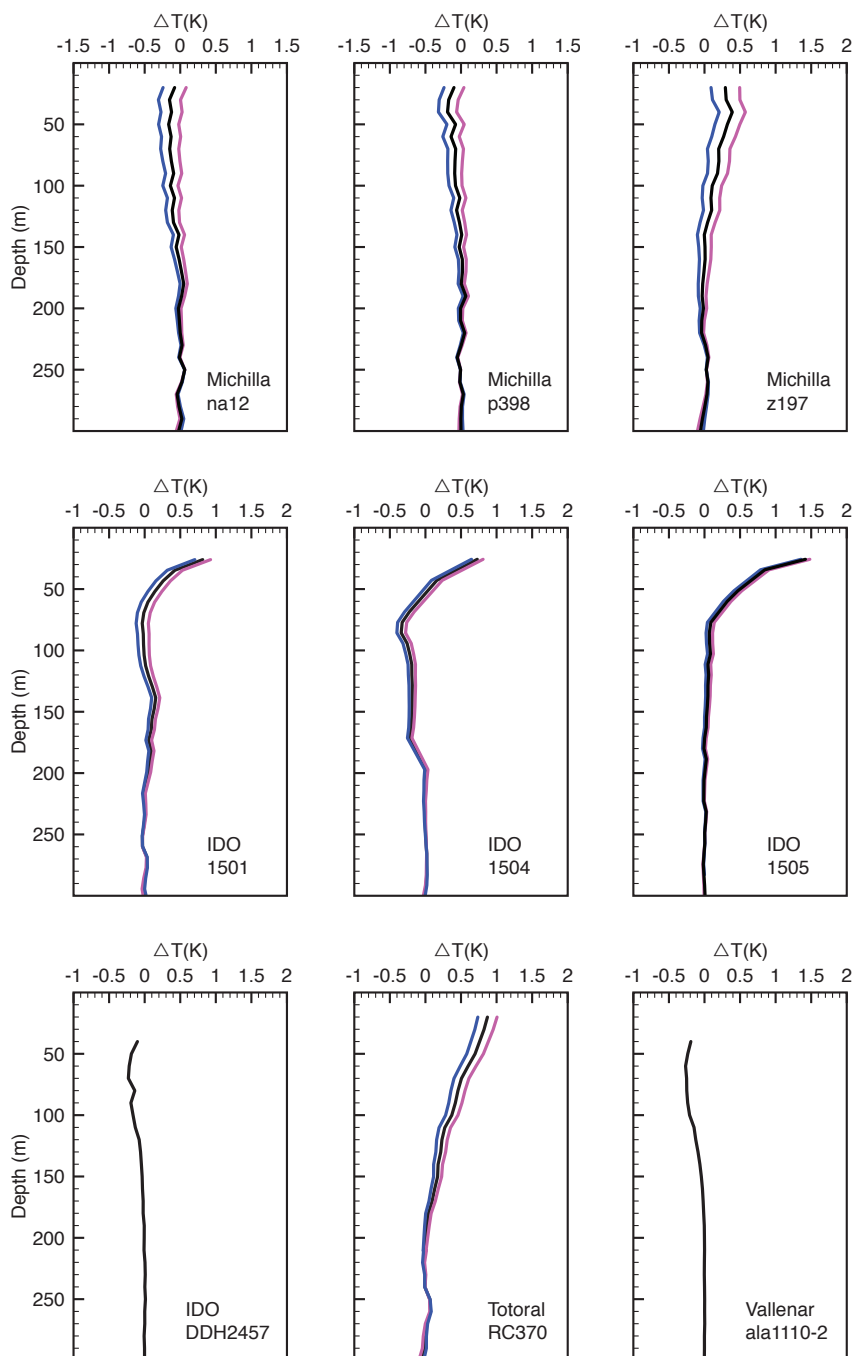 △T(K) △T(K) △T(K)
-1.5 -1 -0.5 0 0.5 1 1.5 -1.5 -1 -0.5 0 0.5 1 1.5 -1 -0.5 0 0.5 1 1.5 2
Depth (m)
50
100
150
200
250
Michilla
na12
Michilla
p398
Michilla
z197
△T(K) △T(K) △T(K)
-1 -0.5 0 0.5 1 1.5 2 -1 -0.5 0 0.5 1 1.5 2 -1 -0.5 0 0.5 1 1.5 2
Depth (m)
50
100
150
200
250
IDO
1501
IDO
1504
IDO
1505
△T(K) △T(K) △T(K)
-1 -0.5 0 0.5 1 1.5 2 -1 -0.5 0 0.5 1 1.5 2 -1 -0.5 0 0.5 1 1.5 2
Depth (m)
50
100
150
200
250
IDO
DDH2457
Totoral
RC370
Vallenar
ala1110-2